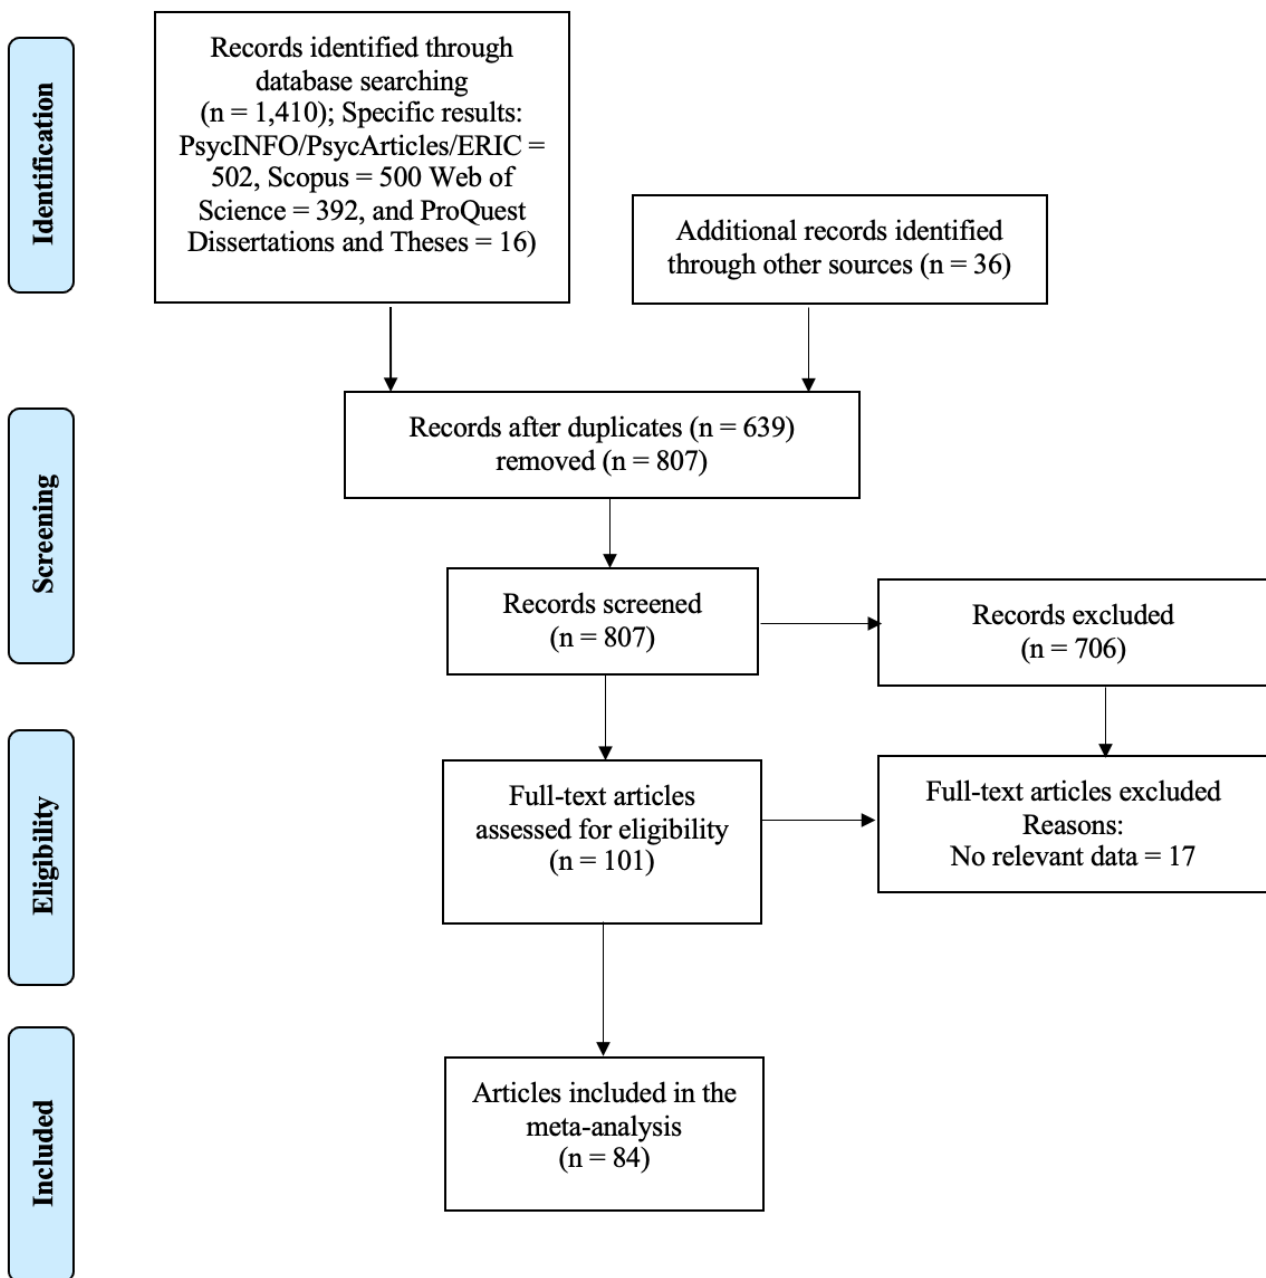 Identification
Records identified through
database searching
(n = 1,410); Specific results:
PsycINFO/PsycArticles/ERIC =
502, Scopus = 500 Web of
Science = 392, and ProQuest
Dissertations and Theses = 16)
Additional records identified
through other sources (n = 36)
Screening
Records after duplicates (n = 639)
removed (n = 807)
Records screened
(n = 807)
Records excluded
(n = 706)
Eligibility
Full-text articles
assessed for eligibility
(n = 101)
Full-text articles excluded
Reasons:
No relevant data = 17
Included
Articles included in the
meta-analysis
(n = 84)